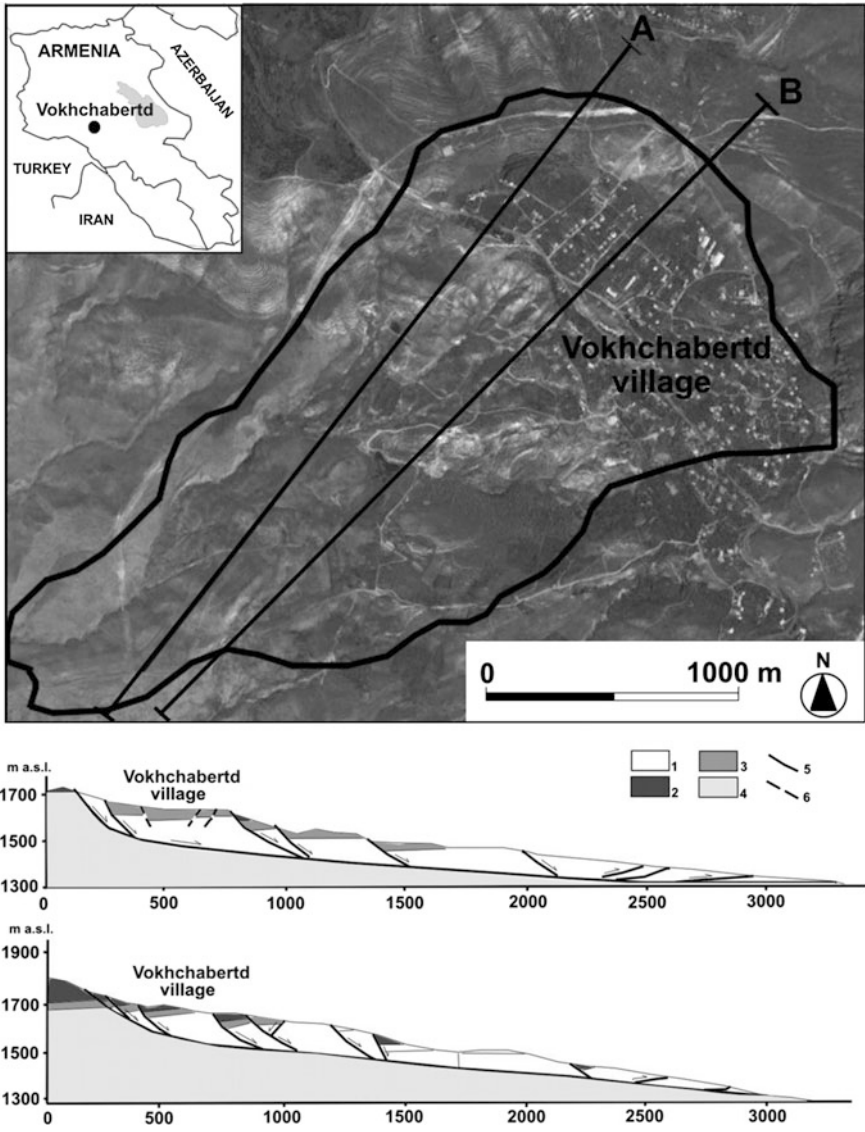 ARMENIA
AZERBAIJAN
Vokhchabertd
TURKEY
IRAN
A
B
Vokhchabertd
village
0 1000 m
N
m a.s.l.
1700
1500
1300
Vokhchabertd
village
0 500 1000 1500 2000 2500 3000
1 3 5
2 4 6
m a.s.l.
1900
1700
1500
1300
Vokhchabertd
village
0 500 1000 1500 2000 2500 3000